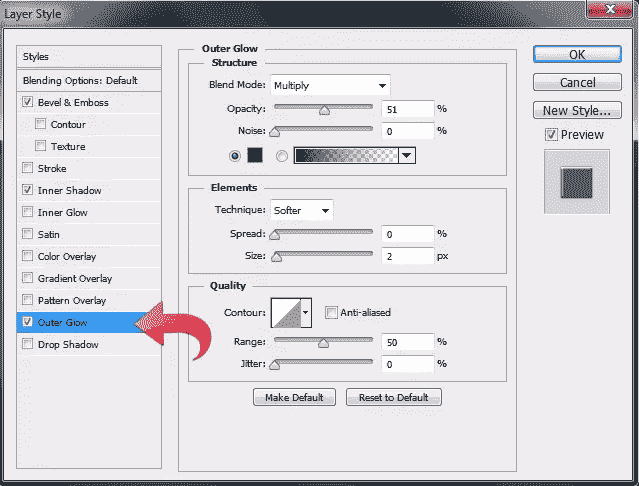 Layer Style
Styles
Blending Options: Default
Bevel & Emboss
Contour
Texture
Stroke
Inner Shadow
Inner Glow
Satin
Color Overlay
Gradient Overlay
Pattern Overlay
Outer Glow
Drop Shadow
Outer Glow
Structure
Blend Mode: Multiply
Opacity: 51 %
Noise: 0 %
Elements
Technique: Softer
Spread: 0 %
Size: 2 px
Quality
Contour: Anti-aliased
Range: 50 %
Jitter: 0 %
Make Default Reset to Default
OK
Cancel
New Style...
Preview